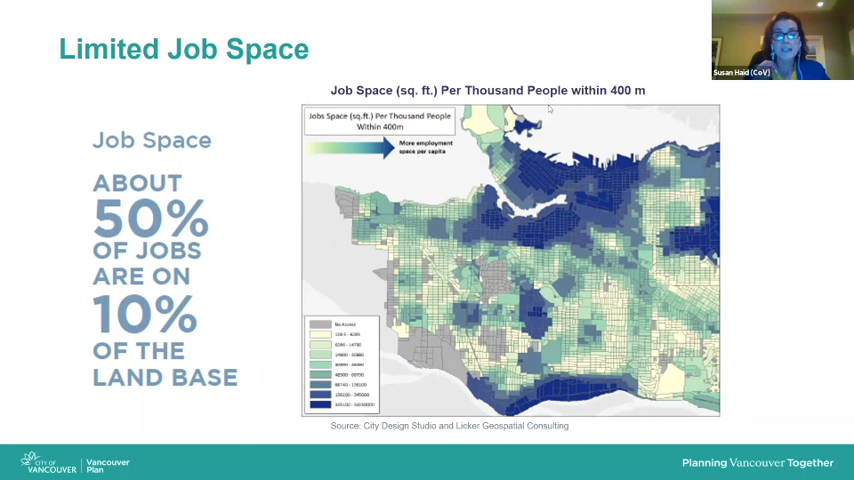 Limited Job Space
Susan Haid (CoV)
Job Space (sq. ft.) Per Thousand People within 400 m
Jobs Space (sq.ft.) Per Thousand People
Within 400m
More employment
space per capita
Job Space
ABOUT
50%
OF JOBS
ARE ON
10%
OF THE
LAND BASE
No Access
Source: City Design Studio and Licker Geospatial Consulting
CITY OF
VANCOUVER
Vancouver
Plan
Planning Vancouver Together